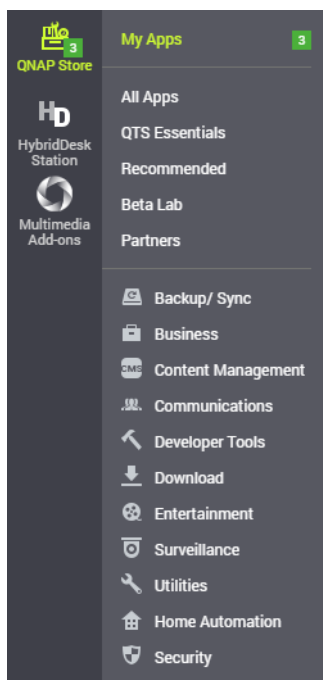 3
QNAP Store
HD
HybridDesk
Station
Multimedia
Add-ons
My Apps 3
All Apps
QTS Essentials
Recommended
Beta Lab
Partners
Backup/ Sync
Business
CMS Content Management
Communications
Developer Tools
Download
Entertainment
Surveillance
Utilities
Home Automation
Security